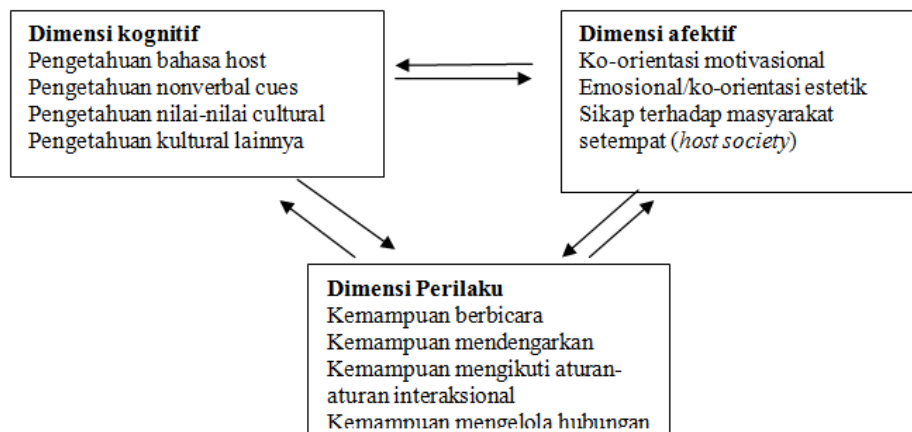 Dimensi kognitif
Pengetahuan bahasa host
Pengetahuan nonverbal cues
Pengetahuan nilai-nilai cultural
Pengetahuan kultural lainnya
Dimensi afektif
Ko-orientasi motivasional
Emosional/ko-orientasi estetik
Sikap terhadap masyarakat
setempat (host society)
Dimensi Perilaku
Kemampuan berbicara
Kemampuan mendengarkan
Kemampuan mengikuti aturan-
aturan interaksional
Kemampuan mengelola hubungan